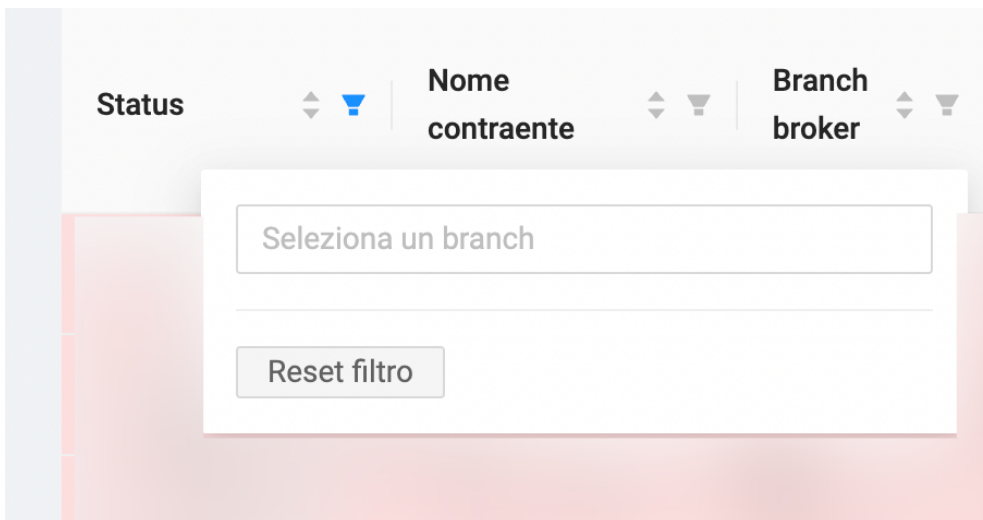 Status
Nome
contraente
Branch
broker
Seleziona un branch
Reset filtro